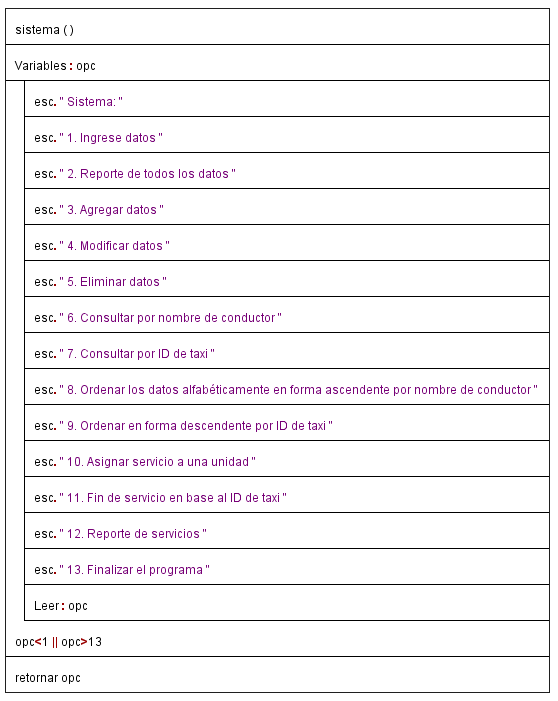 sistema ( )
Variables : opc
esc. " Sistema: "
esc. " 1. Ingrese datos "
esc. " 2. Reporte de todos los datos "
esc. " 3. Agregar datos "
esc. " 4. Modificar datos "
esc. " 5. Eliminar datos "
esc. " 6. Consultar por nombre de conductor "
esc. " 7. Consultar por ID de taxi "
esc. " 8. Ordenar los datos alfabéticamente en forma ascendente por nombre de conductor "
esc. " 9. Ordenar en forma descendente por ID de taxi "
esc. " 10. Asignar servicio a una unidad "
esc. " 11. Fin de servicio en base al ID de taxi "
esc. " 12. Reporte de servicios "
esc. " 13. Finalizar el programa "
Leer : opc
opc<1 || opc>13
retornar opc